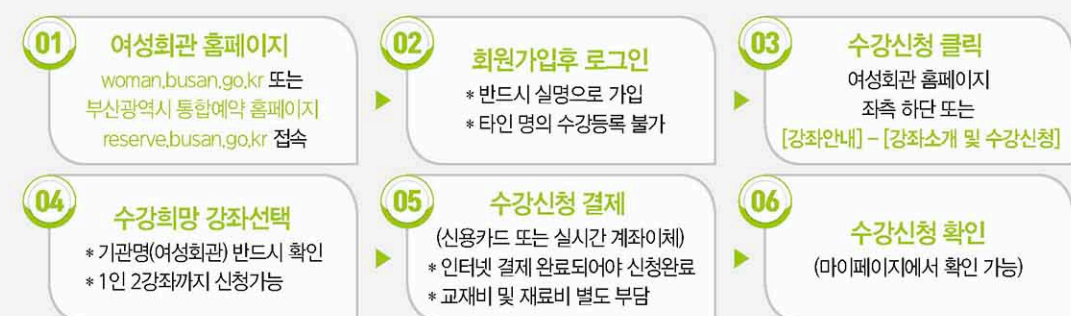 01
여성회관 홈페이지
woman.busan.go.kr 또는
부산광역시 통합예약 홈페이지
reserve.busan.go.kr 접속
02
회원가입후 로그인
* 반드시 실명으로 가입
* 타인 명의 수강등록 불가
03
수강신청 클릭
여성회관 홈페이지
좌측 하단 또는
[강좌안내] - [강좌소개 및 수강신청]
04
수강희망 강좌선택
* 기관명(여성회관) 반드시 확인
* 1인 2강좌까지 신청가능
05
수강신청 결제
(신용카드 또는 실시간 계좌이체)
* 인터넷 결제 완료되어야 신청완료
* 교재비 및 재료비 별도 부담
06
수강신청 확인
(마이페이지에서 확인 가능)